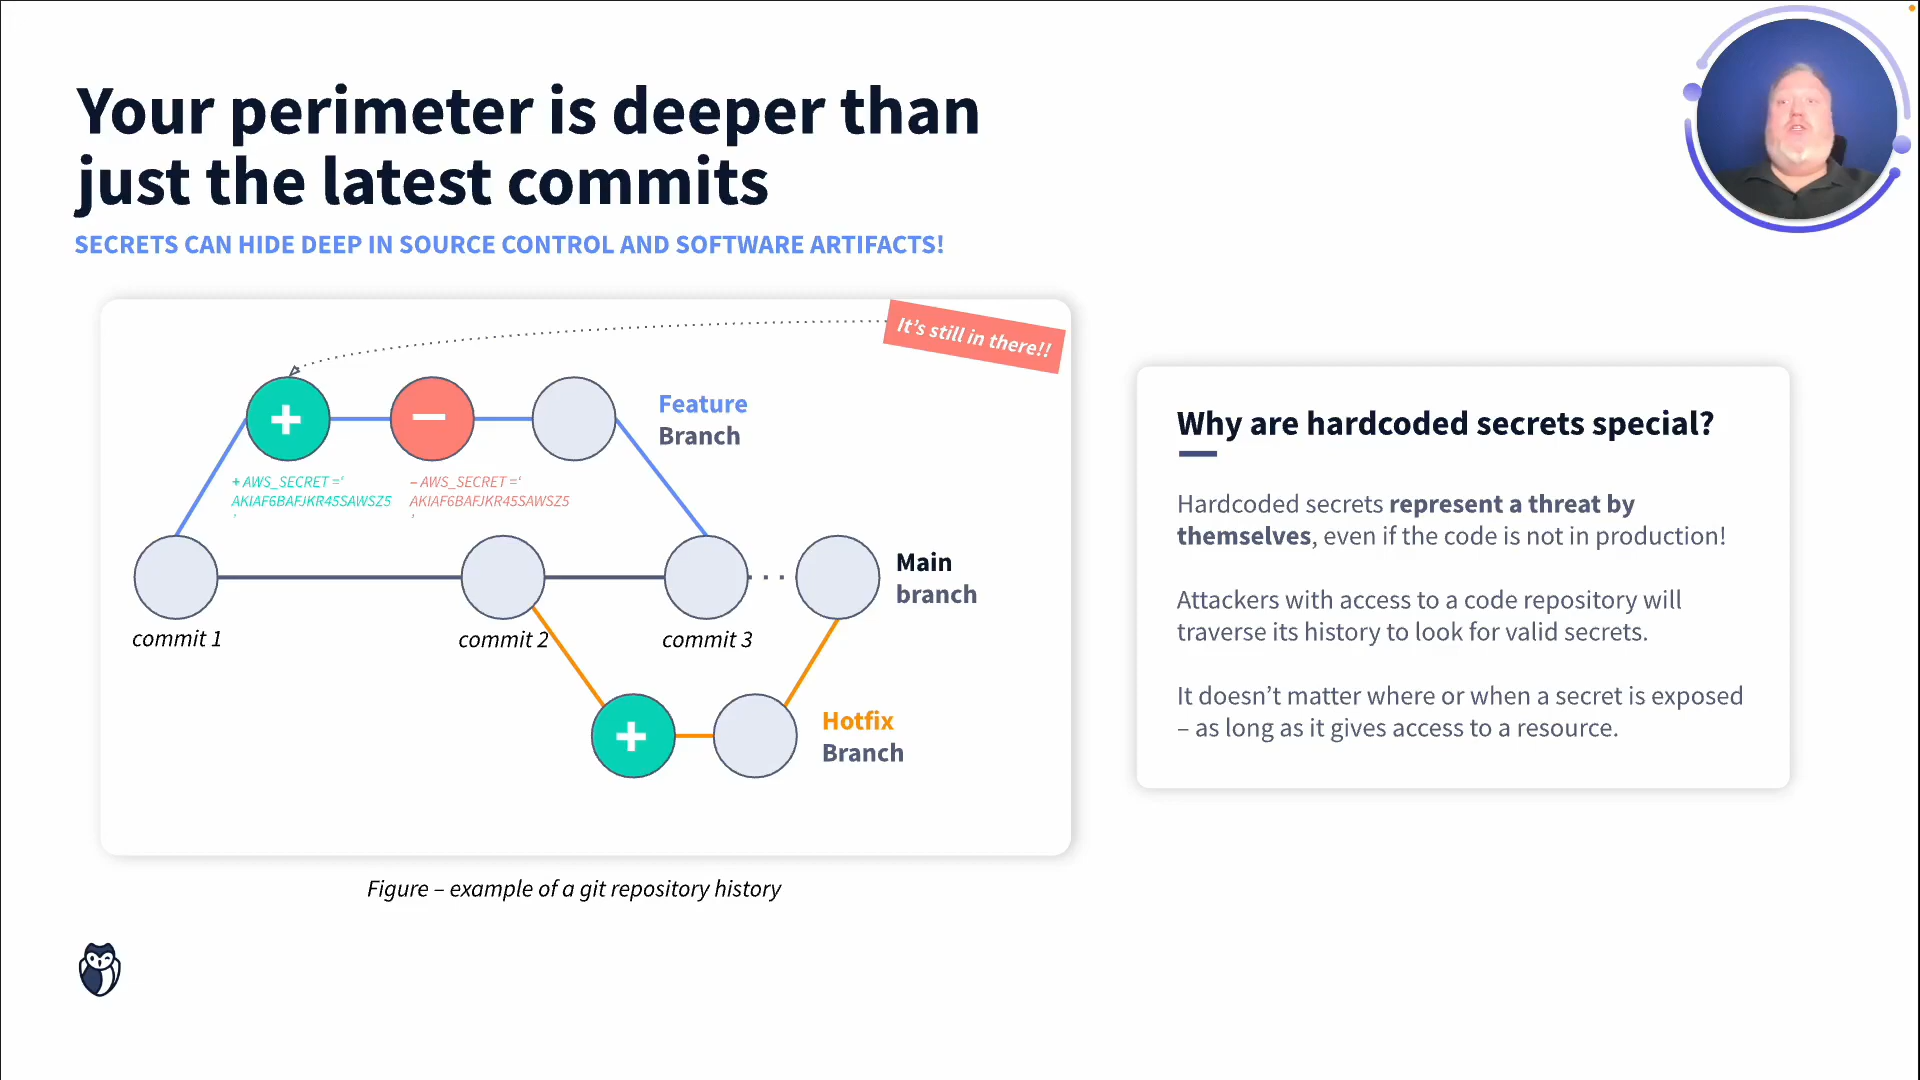 Your perimeter is deeper than
just the latest commits
SECRETS CAN HIDE DEEP IN SOURCE CONTROL AND SOFTWARE ARTIFACTS!
It's still in there!!
+
−
Feature
Branch
+ AWS_SECRET =‘
AKIAF6BAFJKR45SAWSZ5
’
– AWS_SECRET =‘
AKIAF6BAFJKR45SAWSZ5
’
Main
branch
commit 1
commit 2
commit 3
+
Hotfix
Branch
Figure – example of a git repository history
Why are hardcoded secrets special?
Hardcoded secrets represent a threat by
themselves, even if the code is not in production!
Attackers with access to a code repository will
traverse its history to look for valid secrets.
It doesn’t matter where or when a secret is exposed
– as long as it gives access to a resource.